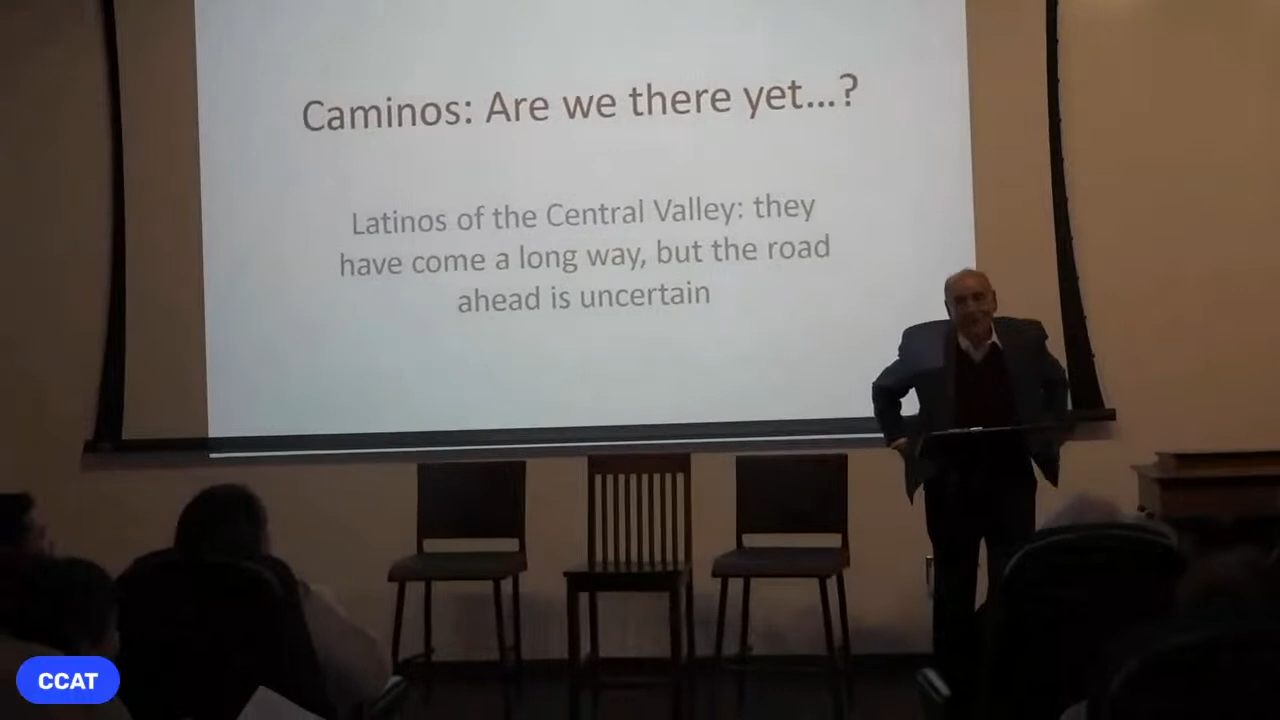 Caminos: Are we there yet...?
Latinos of the Central Valley: they
have come a long way, but the road
ahead is uncertain
CCAT